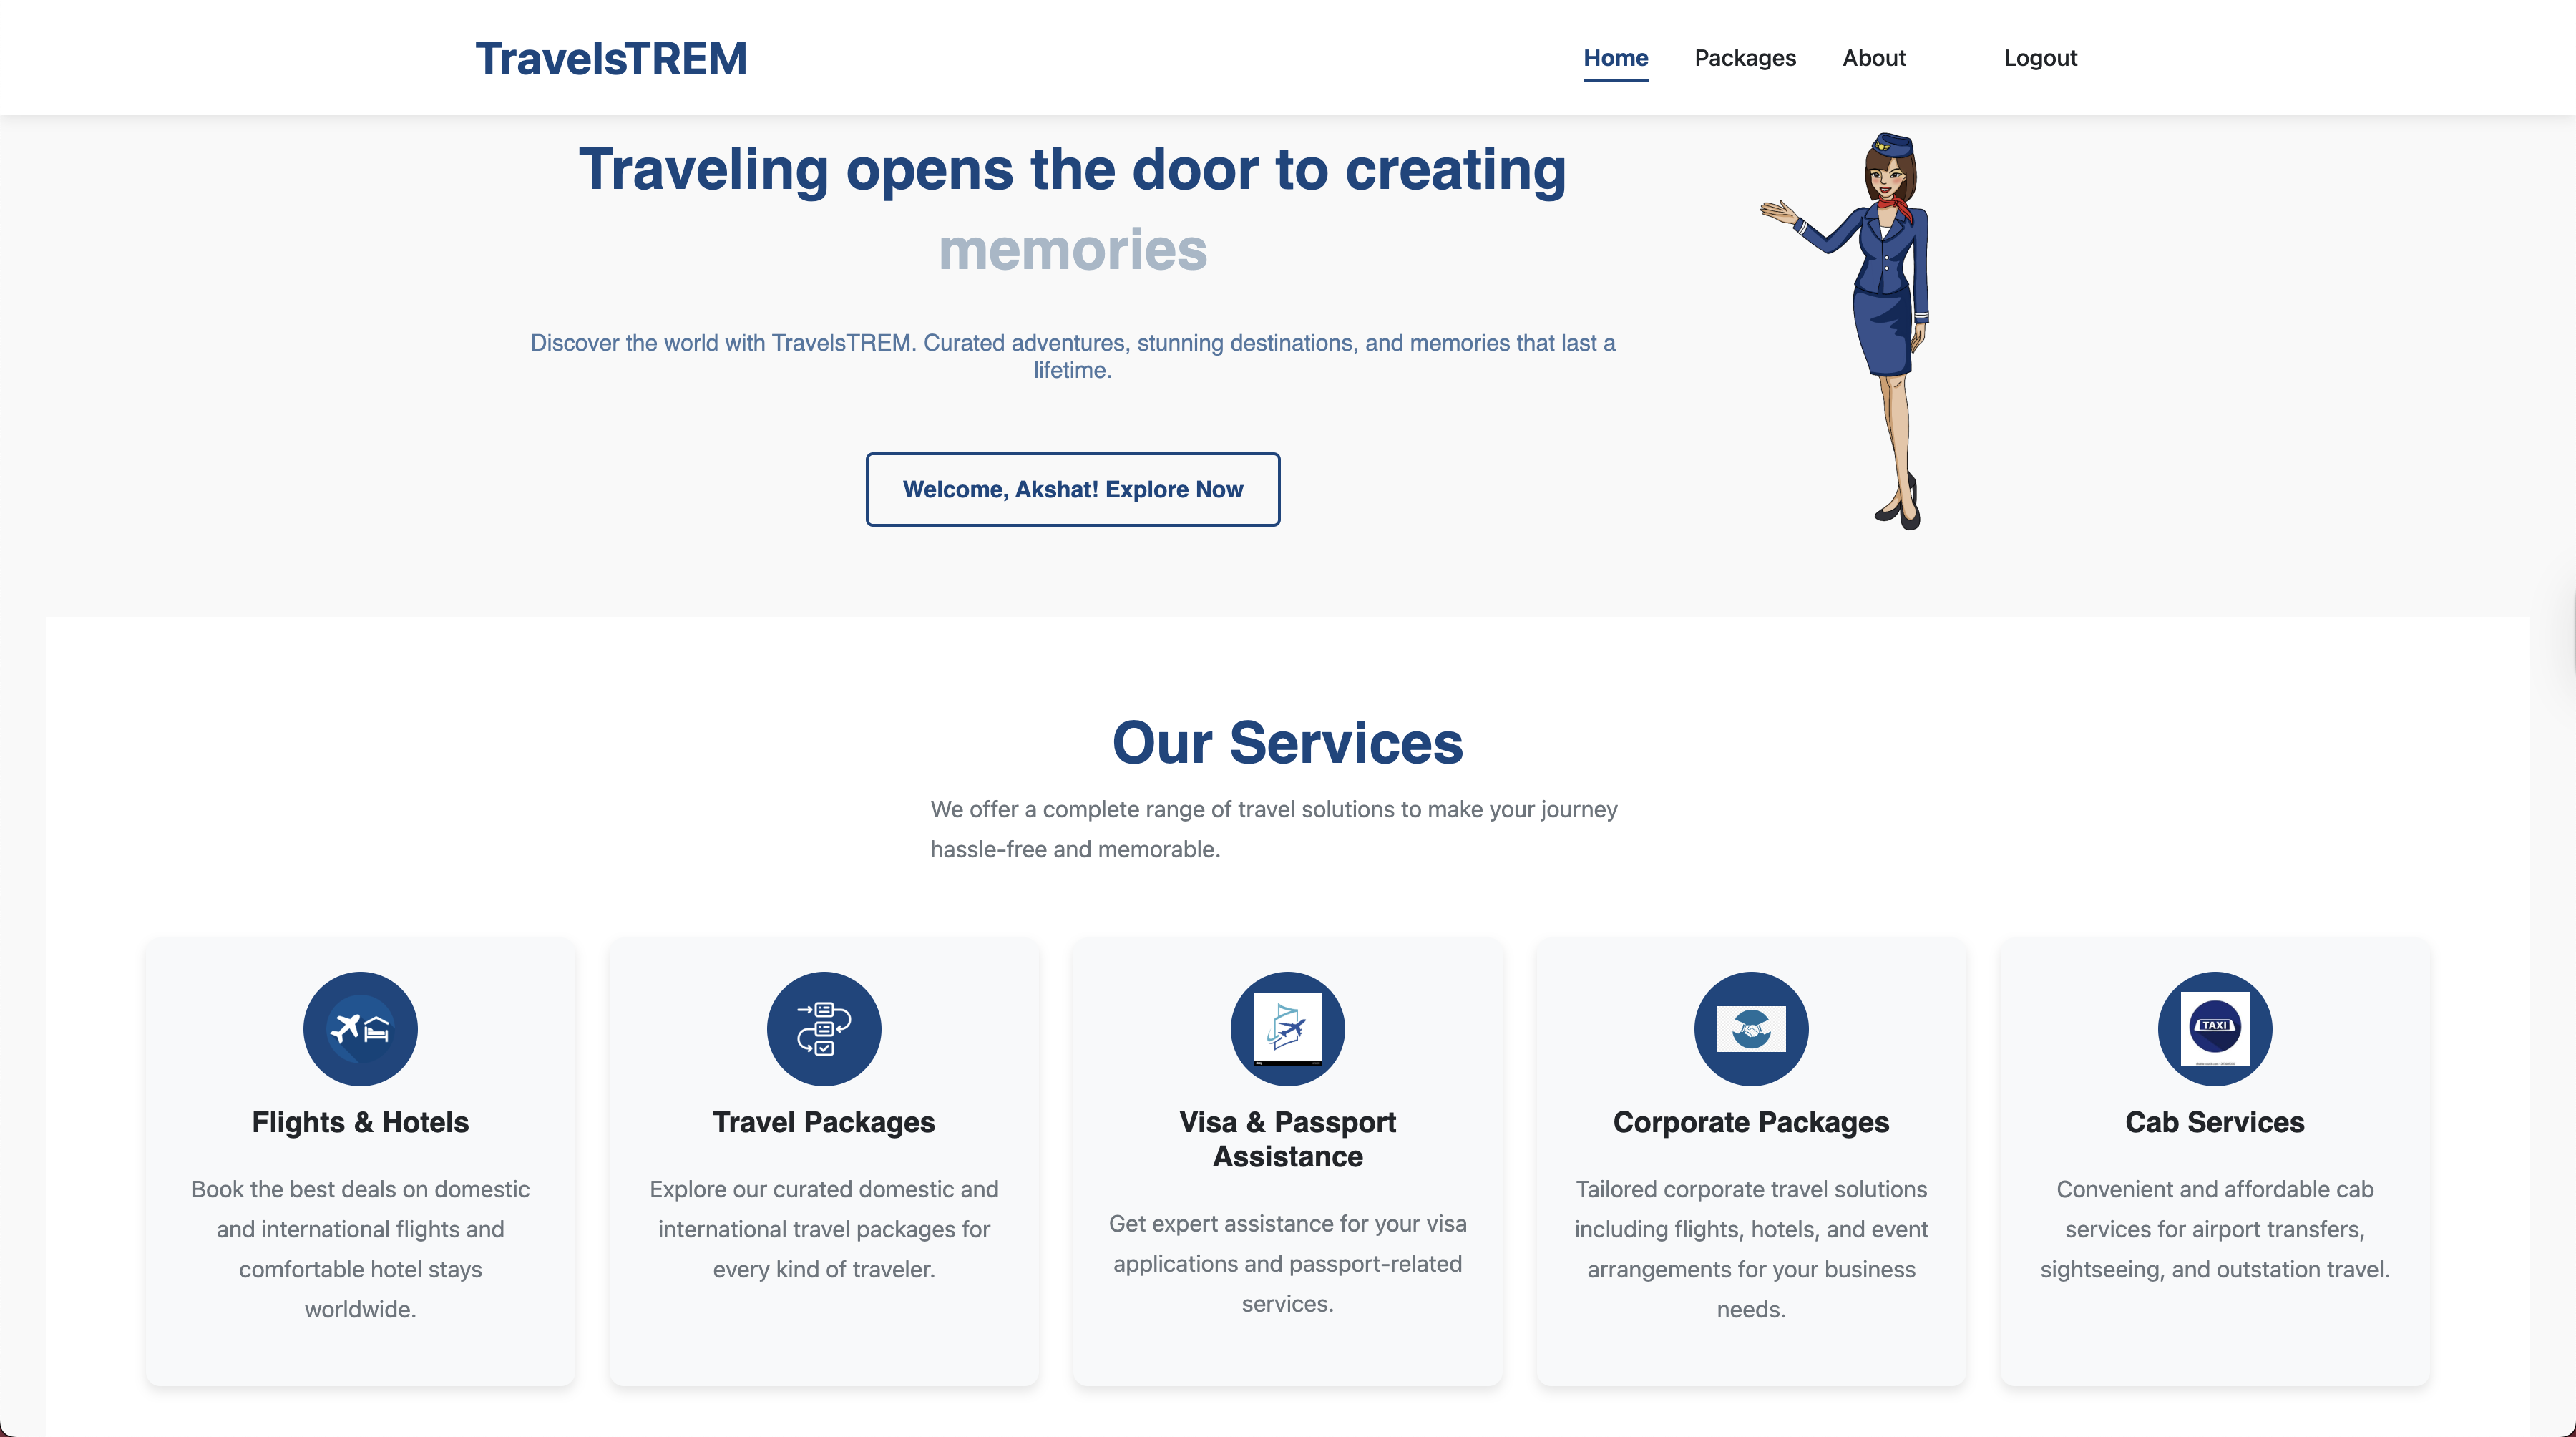 TravelsTREM
Home
Packages
About
Logout
Traveling opens the door to creating
memories
Discover the world with TravelsTREM. Curated adventures, stunning destinations, and memories that last a
lifetime.
Welcome, Akshat! Explore Now
Our Services
We offer a complete range of travel solutions to make your journey
hassle-free and memorable.
Flights & Hotels
Book the best deals on domestic
and international flights and
comfortable hotel stays
worldwide.
Travel Packages
Explore our curated domestic and
international travel packages for
every kind of traveler.
Visa & Passport
Assistance
Get expert assistance for your visa
applications and passport-related
services.
Corporate Packages
Tailored corporate travel solutions
including flights, hotels, and event
arrangements for your business
needs.
TAXI
Cab Services
Convenient and affordable cab
services for airport transfers,
sightseeing, and outstation travel.